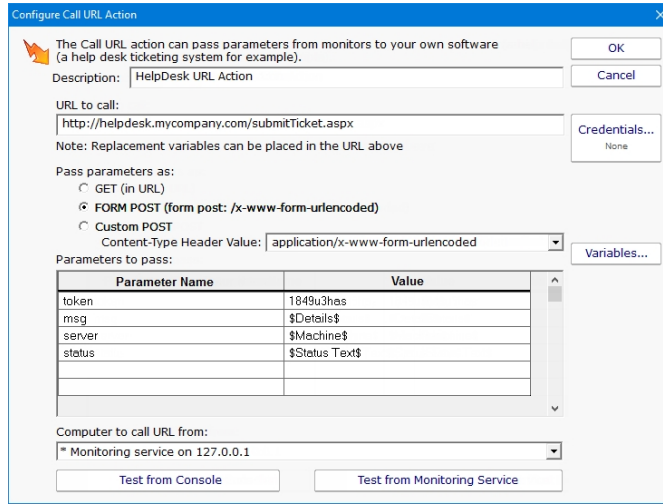 Configure Call URL Action
The Call URL action can pass parameters from monitors to your own software
(a help desk ticketing system for example).
OK
Description: HelpDesk URL Action
Cancel
URL to call:
http://helpdesk.mycompany.com/submitTicket.aspx
Credentials...
None
Note: Replacement variables can be placed in the URL above
Pass parameters as:
GET (in URL)
FORM POST (form post: /x-www-form-urlencoded)
Custom POST
Content-Type Header Value: application/x-www-form-urlencoded
Variables...
Parameters to pass:
Parameter Name Value
token 1849u3has
msg $Details$
server $Machine$
status $Status Text$
Computer to call URL from:
* Monitoring service on 127.0.0.1
Test from Console Test from Monitoring Service